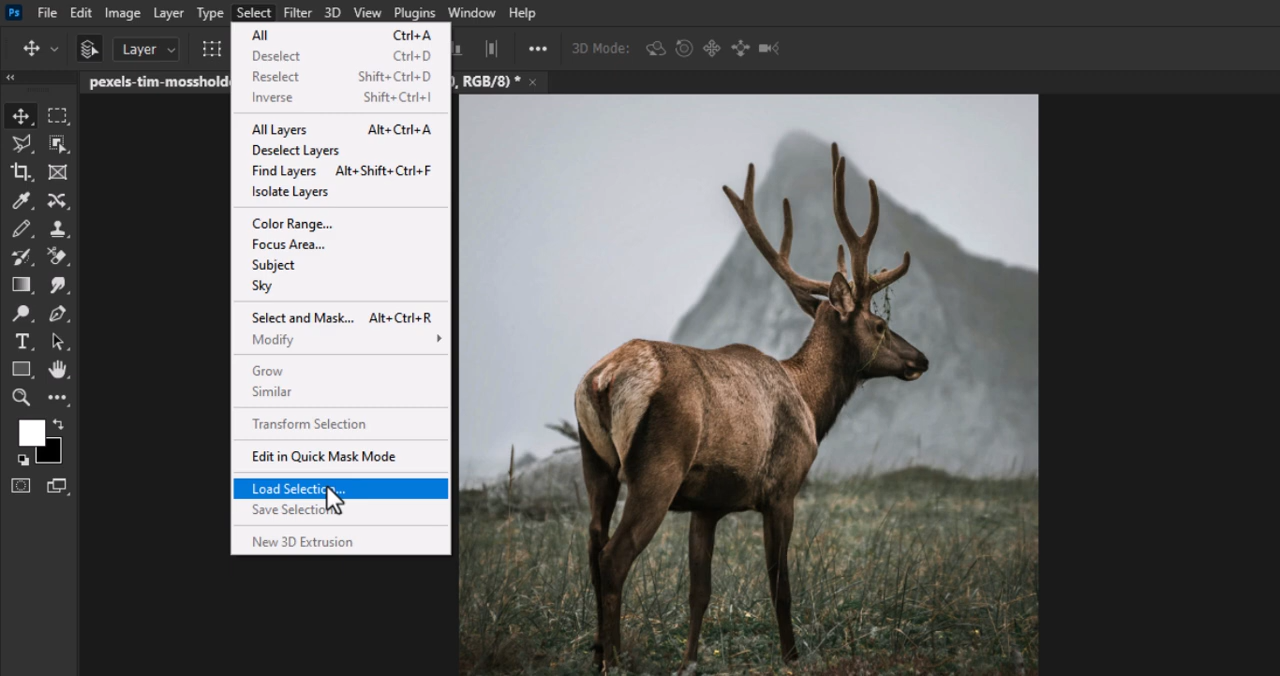 Ps File Edit Image Layer Type Select Filter 3D View Plugins Window Help
Layer 3D Mode:
RGB/8) *
All Ctrl+A
Deselect Ctrl+D
Reselect Shift+Ctrl+D
Inverse Shift+Ctrl+I
All Layers Alt+Ctrl+A
Deselect Layers
Find Layers Alt+Shift+Ctrl+F
Isolate Layers
Color Range...
Focus Area...
Subject
Sky
Select and Mask... Alt+Ctrl+R
Modify
Grow
Similar
Transform Selection
Edit in Quick Mask Mode
Load Selection...
Save Selection
New 3D Extrusion